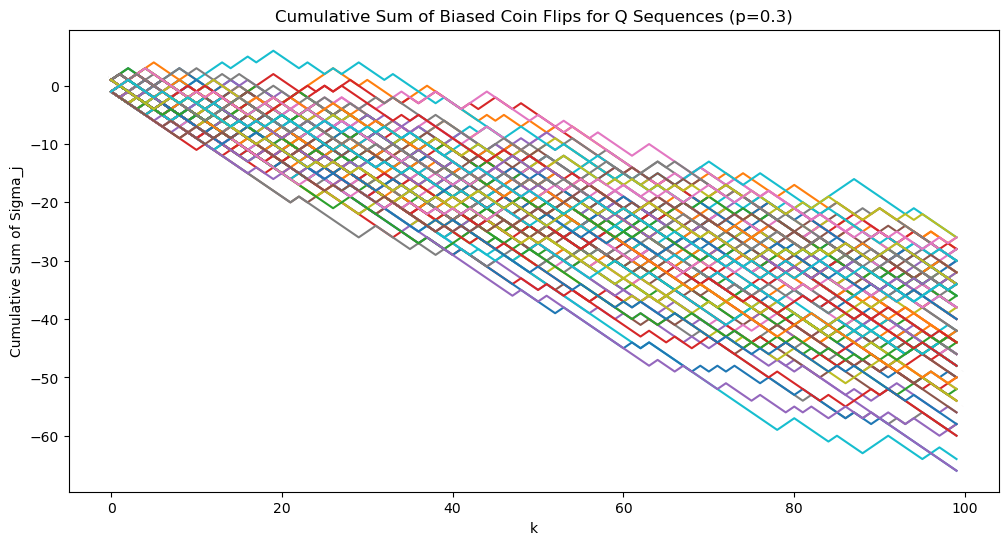 Cumulative Sum of Biased Coin Flips for Q Sequences (p=0.3)
Cumulative Sum of Sigma_j
0
−10
−20
−30
−40
−50
−60
0 20 40 60 80 100
k